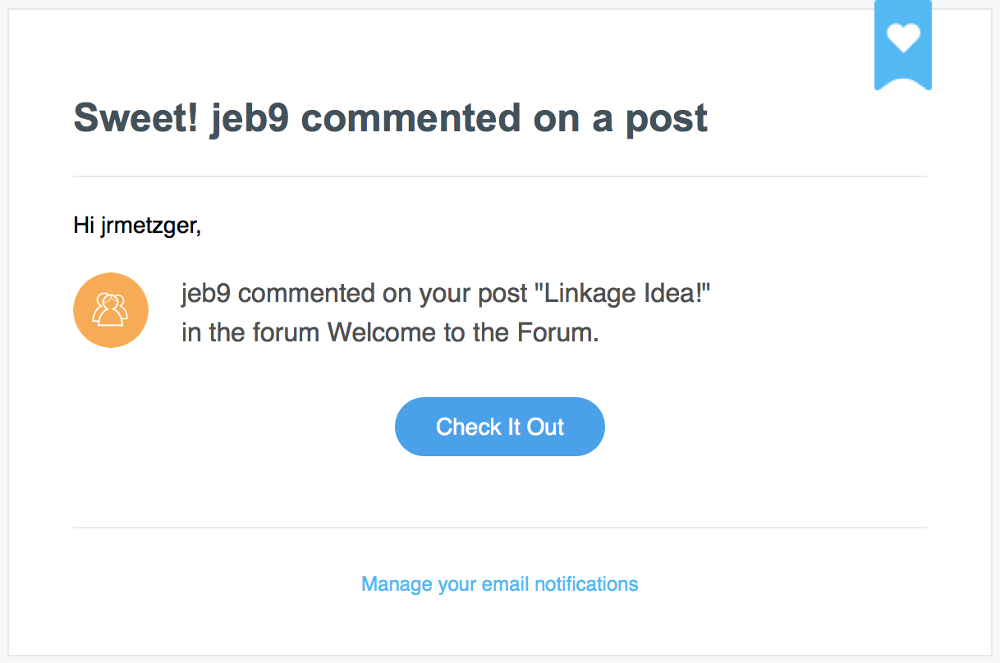 Sweet! jeb9 commented on a post
Hi jrmetzger,
jeb9 commented on your post "Linkage Idea!"
in the forum Welcome to the Forum.
Check It Out
Manage your email notifications